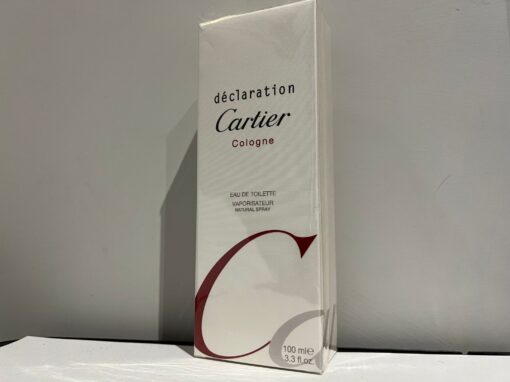 déclaration
Cartier
Cologne
EAU DE TOILETTE
VAPORISATEUR
NATURAL SPRAY
C
C
100 ml℮
3.3 fl.oz.